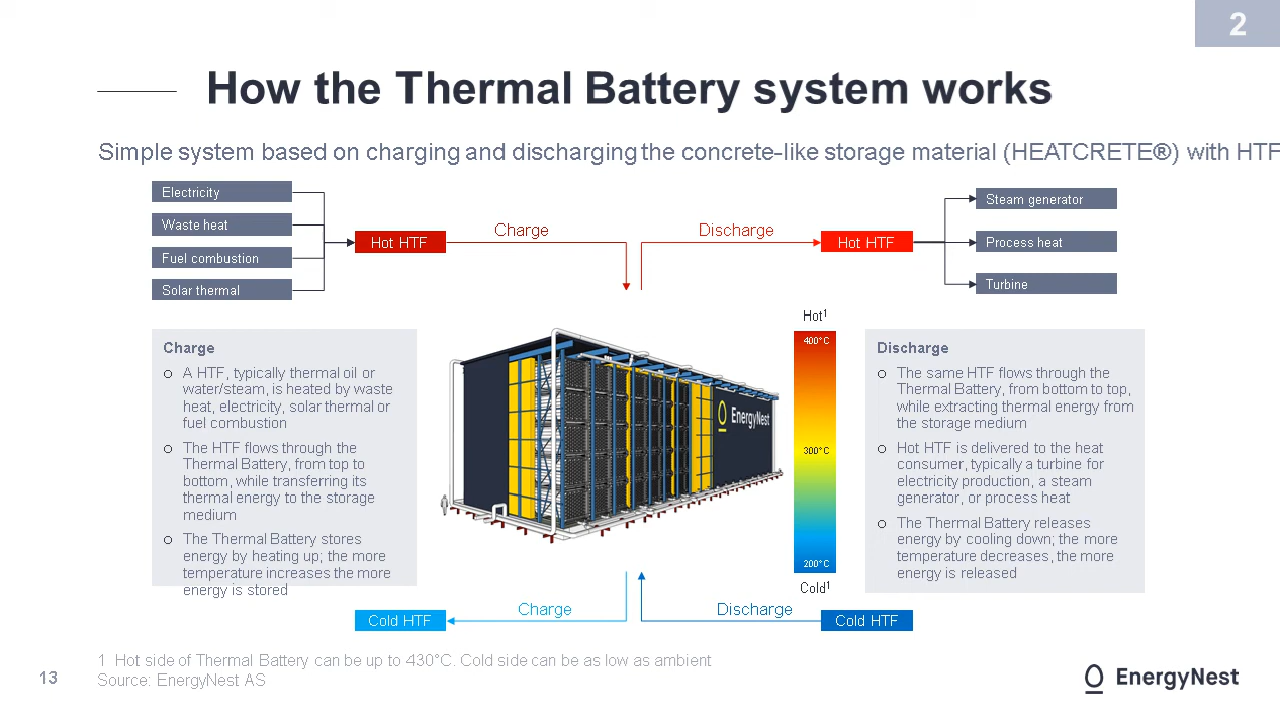 2
How the Thermal Battery system works
Simple system based on charging and discharging the concrete-like storage material (HEATCRETE®) with HTF
Electricity
Waste heat
Fuel combustion
Solar thermal
Hot HTF
Charge
Discharge
Hot HTF
Steam generator
Process heat
Turbine
Charge
o A HTF, typically thermal oil or
water/steam, is heated by waste
heat, electricity, solar thermal or
fuel combustion
o The HTF flows through the
Thermal Battery, from top to
bottom, while transferring its
thermal energy to the storage
medium
o The Thermal Battery stores
energy by heating up; the more
temperature increases the more
energy is stored
EnergyNest
Hot¹
400°C
300°C
200°C
Cold¹
Discharge
o The same HTF flows through the
Thermal Battery, from bottom to top,
while extracting thermal energy from
the storage medium
o Hot HTF is delivered to the heat
consumer, typically a turbine for
electricity production, a steam
generator, or process heat
o The Thermal Battery releases
energy by cooling down; the more
temperature decreases, the more
energy is released
Cold HTF
Charge
Discharge
Cold HTF
1 Hot side of Thermal Battery can be up to 430°C. Cold side can be as low as ambient
Source: EnergyNest AS
13
EnergyNest